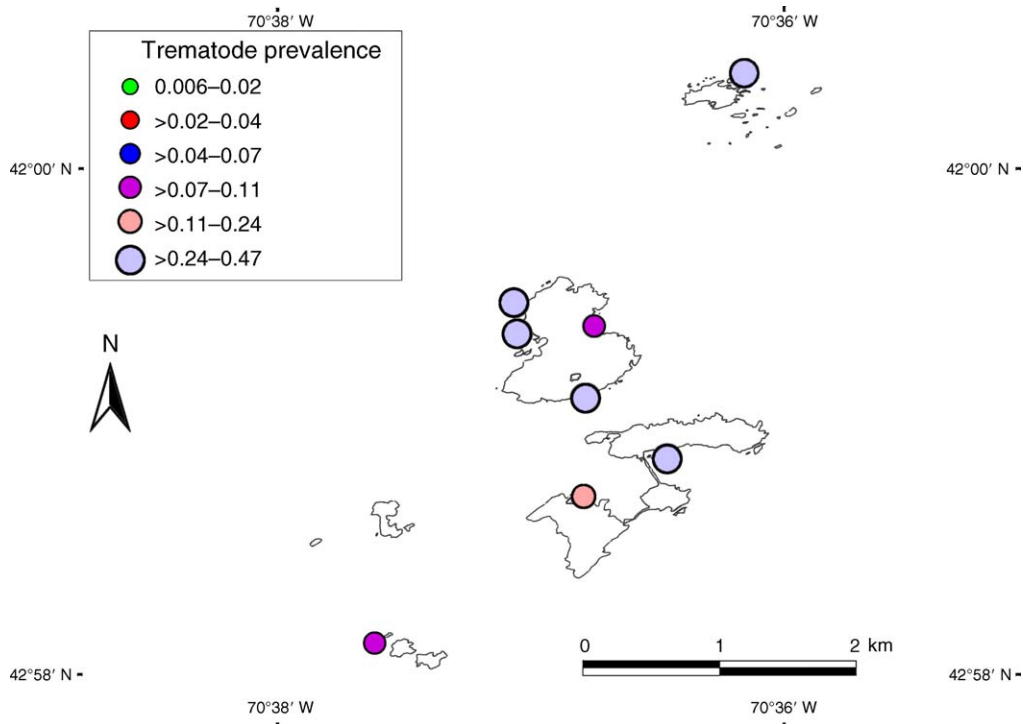 70°38′ W 70°36′ W
Trematode prevalence
0.006–0.02
>0.02–0.04
>0.04–0.07
>0.07–0.11
>0.11–0.24
>0.24–0.47
42°00′ N 42°00′ N
N
0 1 2 km
42°58′ N 42°58′ N
70°38′ W 70°36′ W